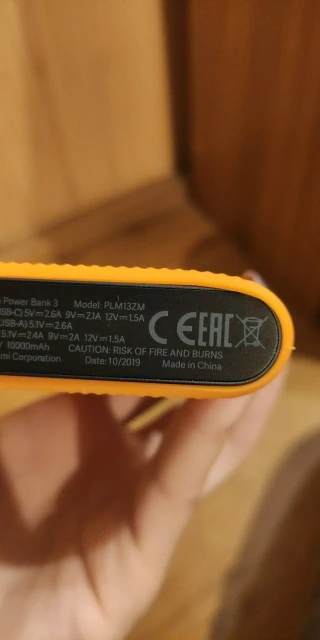 Power Bank 3 Model: PLM13ZM
USB-C) 5V⎓2.6A 9V⎓2.1A 12V⎓1.5A
USB-A) 5.1V⎓2.6A
5.1V⎓2.4A 9V⎓2A 12V⎓1.5A
10000mAh CAUTION: RISK OF FIRE AND BURNS
mi Corporation Date: 10/2019 Made in China
CE EAC